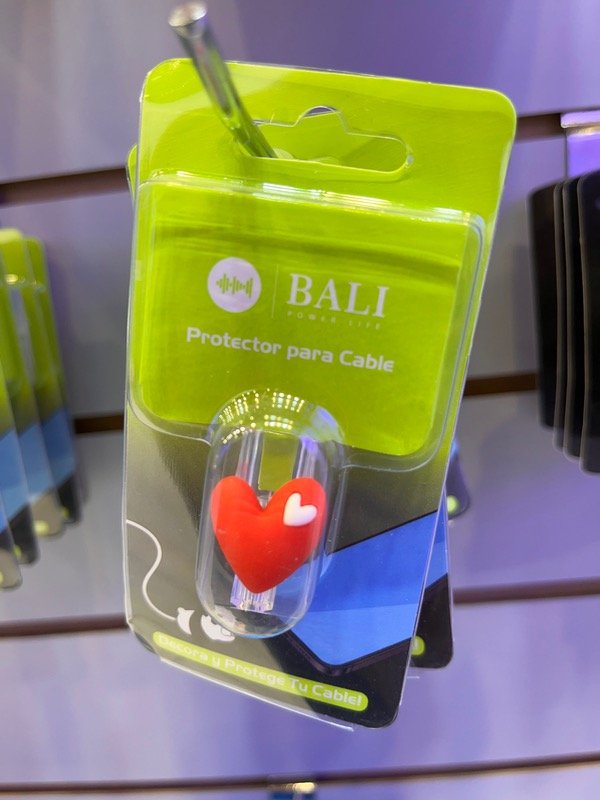 BALI
POWER LIFE
Protector para Cable
Decora y Protege Tu Cable!